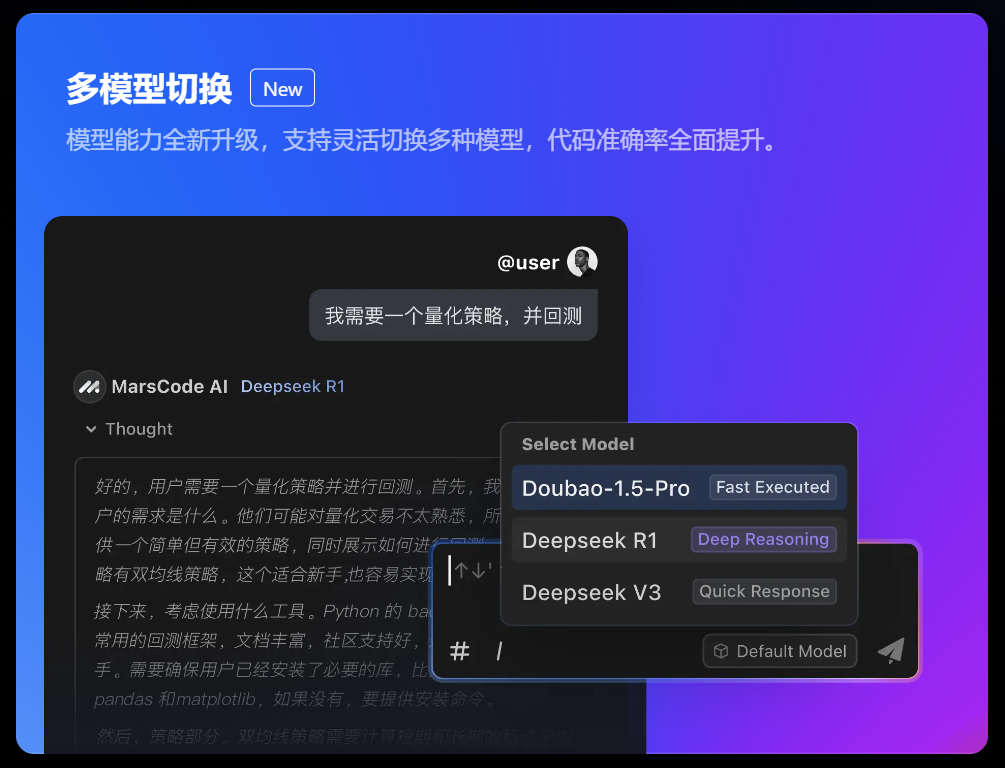 多模型切换 New
模型能力全新升级，支持灵活切换多种模型，代码准确率全面提升。
@user
我需要一个量化策略，并回测
MarsCode AI Deepseek R1
Thought
好的，用户需要一个量化策略并进行回测。首先，我
户的需求是什么。他们可能对量化交易不太熟悉，所
供一个简单但有效的策略，同时展示如何进行回测
略有双均线策略，这个适合新手,也容易实现
接下来，考虑使用什么工具。Python 的 bac
常用的回测框架，文档丰富，社区支持好，
手。需要确保用户已经安装了必要的库，比
pandas 和matplotlib，如果没有，要提供安装命令。
然后，策略部分。双均线策略需要计算短期和长期的移动平均
Select Model
Doubao-1.5-Pro Fast Executed
Deepseek R1 Deep Reasoning
Deepseek V3 Quick Response
↑↓'
# / Default Model